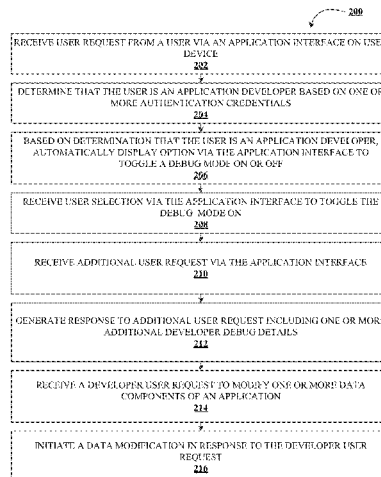 200
RECEIVE USER REQUEST FROM A USER VIA AN APPLICATION INTERFACE ON USE
DEVICE
202
DETERMINE THAT THE USER IS AN APPLICATION DEVELOPER BASED ON ONE OR
MORE AUTHENTICATION CREDENTIALS
204
BASED ON DETERMINATION THAT THE USER IS AN APPLICATION DEVELOPER,
AUTOMATICALLY DISPLAY OPTION VIA THE APPLICATION INTERFACE TO
TOGGLE A DEBUG MODE ON OR OFF
206
RECEIVE USER SELECTION VIA THE APPLICATION INTERFACE TO TOGGLE THE
DEBUG MODE ON
208
RECEIVE ADDITIONAL USER REQUEST VIA THE APPLICATION INTERFACE
210
GENERATE RESPONSE TO ADDITIONAL USER REQUEST INCLUDING ONE OR MORE
ADDITIONAL DEVELOPER DEBUG DETAILS
212
RECEIVE A DEVELOPER USER REQUEST TO MODIFY ONE OR MORE DATA
COMPONENTS OF AN APPLICATION
214
INITIATE A DATA MODIFICATION IN RESPONSE TO THE DEVELOPER USER
REQUEST
216